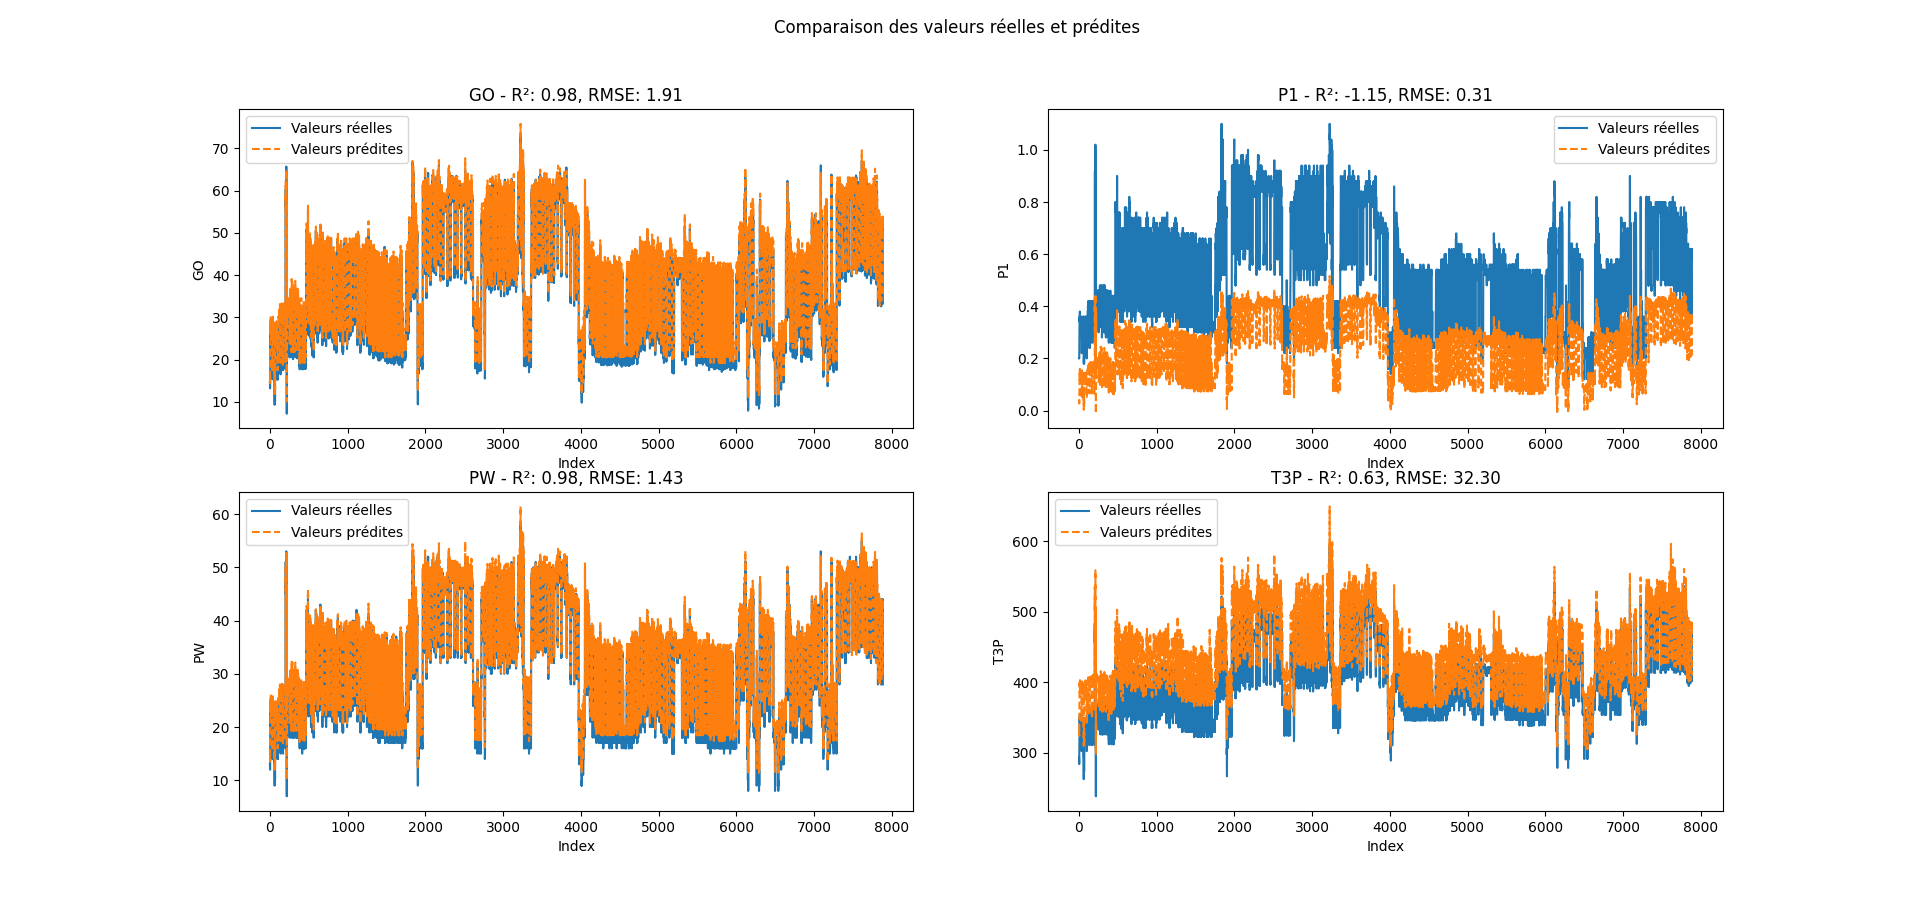 Comparaison des valeurs réelles et prédites
GO - R²: 0.98, RMSE: 1.91
Valeurs réelles
Valeurs prédites
70
60
50
40
30
20
10
GO
0 1000 2000 3000 4000 5000 6000 7000 8000
Index
P1 - R²: -1.15, RMSE: 0.31
Valeurs réelles
Valeurs prédites
1.0
0.8
0.6
0.4
0.2
0.0
P1
0 1000 2000 3000 4000 5000 6000 7000 8000
Index
PW - R²: 0.98, RMSE: 1.43
Valeurs réelles
Valeurs prédites
60
50
40
30
20
10
PW
0 1000 2000 3000 4000 5000 6000 7000 8000
Index
T3P - R²: 0.63, RMSE: 32.30
Valeurs réelles
Valeurs prédites
600
500
400
300
T3P
0 1000 2000 3000 4000 5000 6000 7000 8000
Index